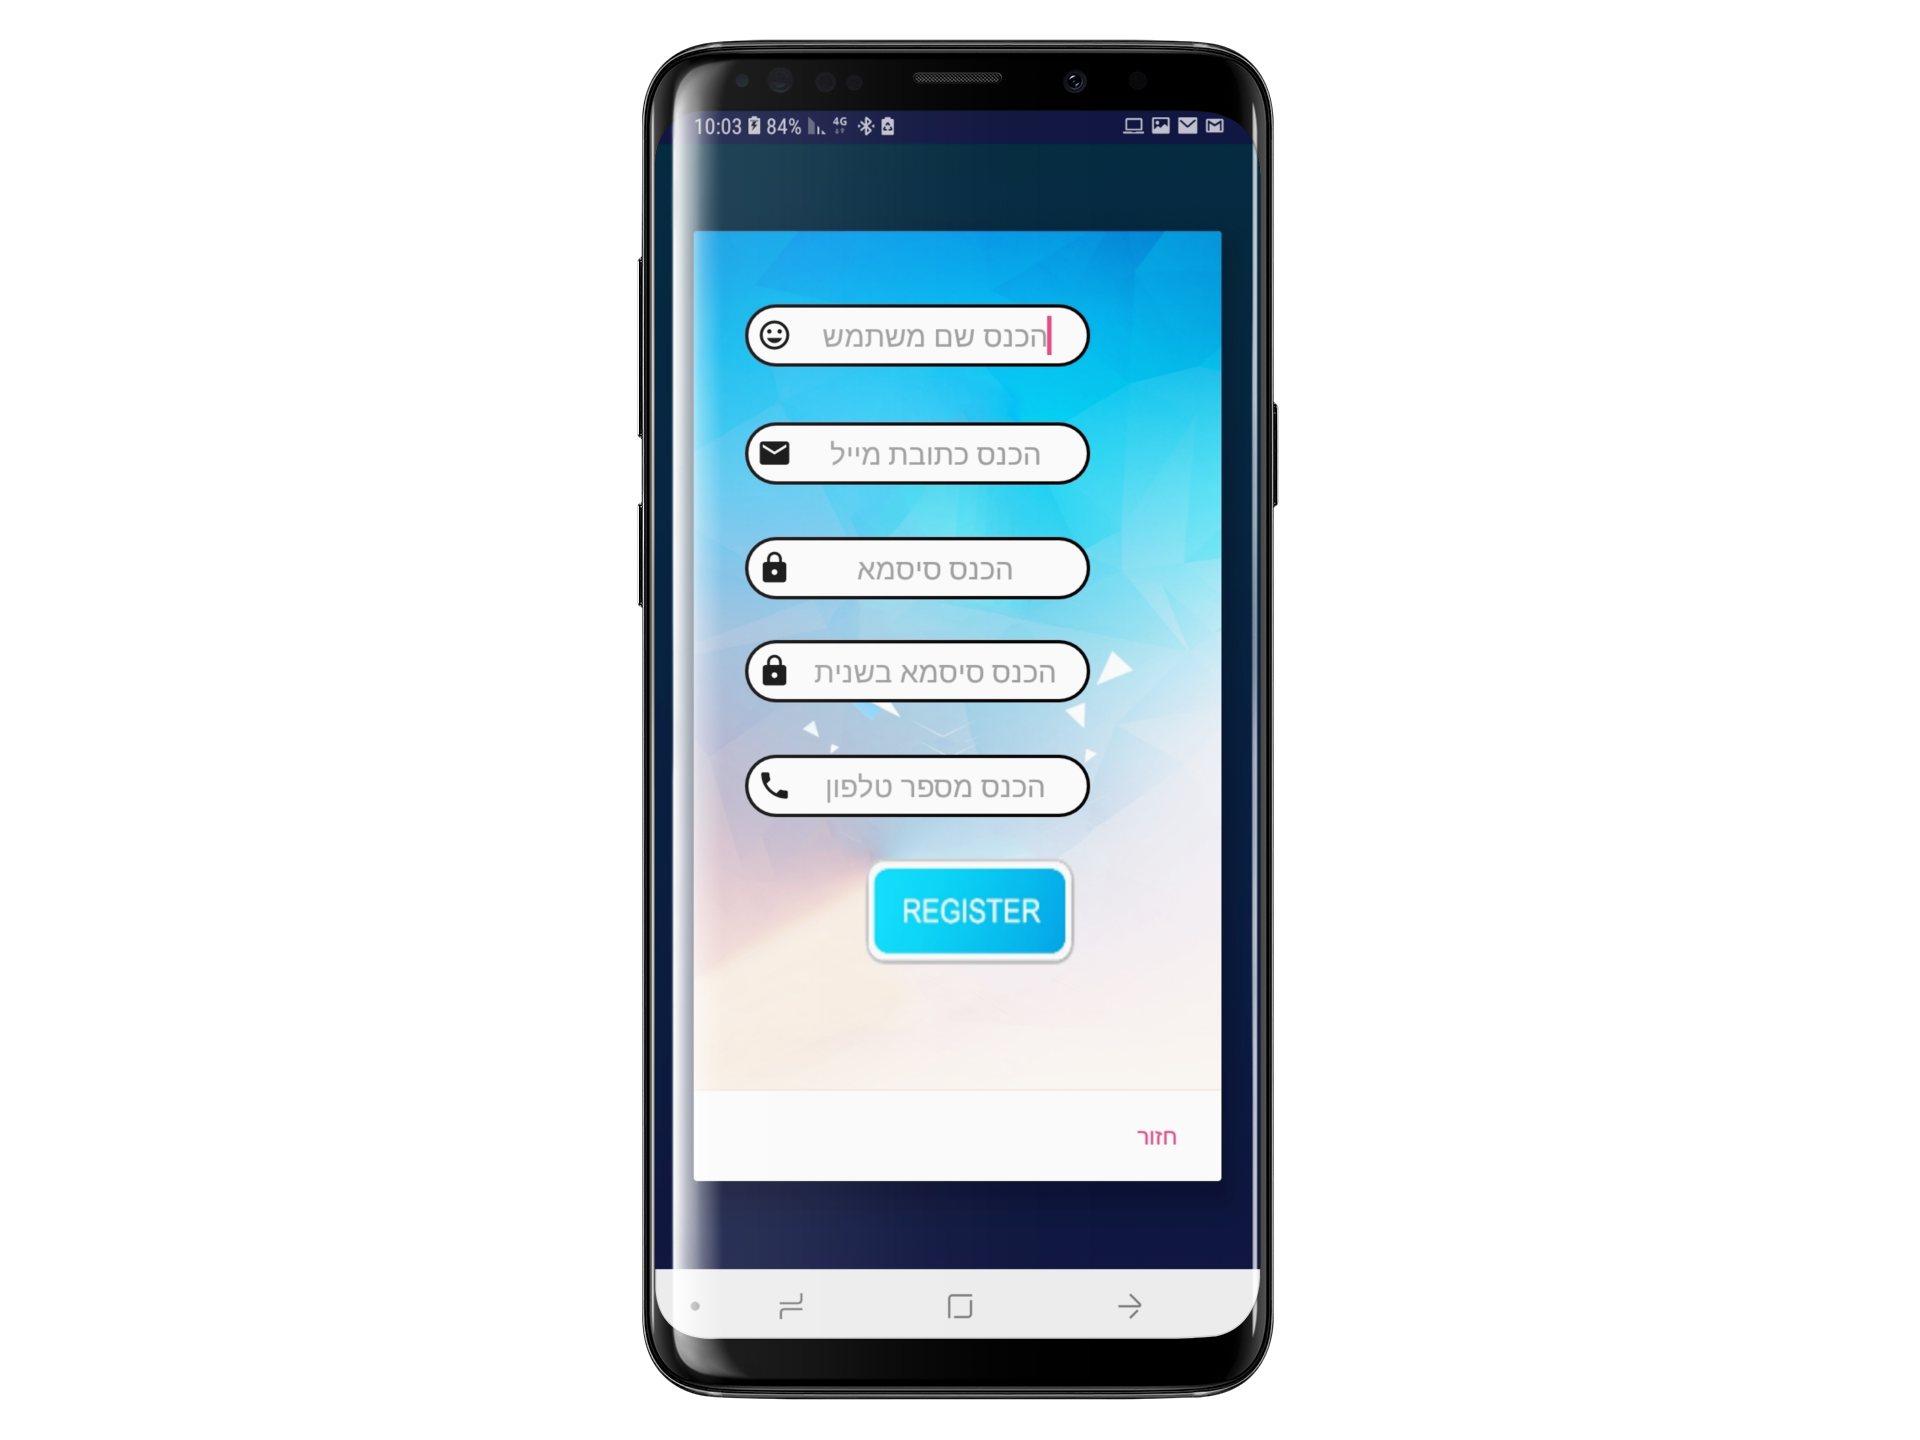 10:03 84% 4G
הכנס שם משתמש
הכנס כתובת מייל
הכנס סיסמא
הכנס סיסמא בשנית
הכנס מספר טלפון
REGISTER
חזור